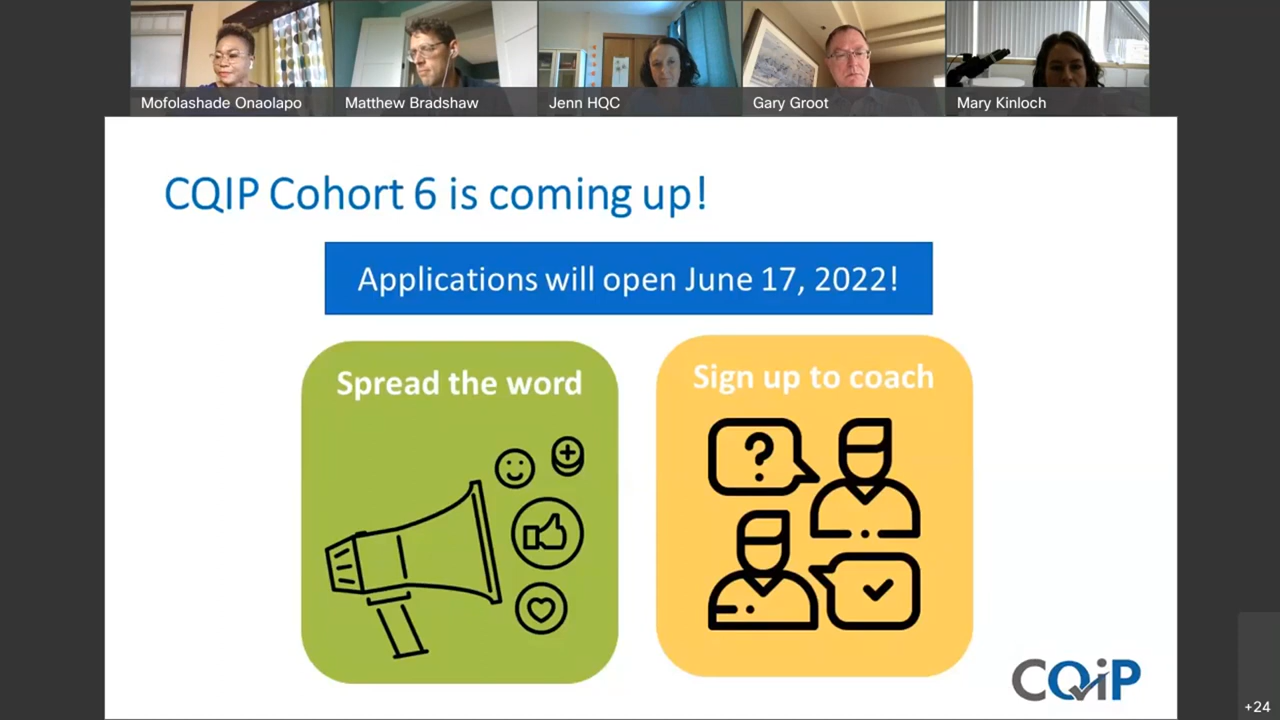 Mofolashade Onaolapo
Matthew Bradshaw
Jenn HQC
Gary Groot
Mary Kinloch
CQIP Cohort 6 is coming up!
Applications will open June 17, 2022!
Spread the word
Sign up to coach
?
CQiP
+24